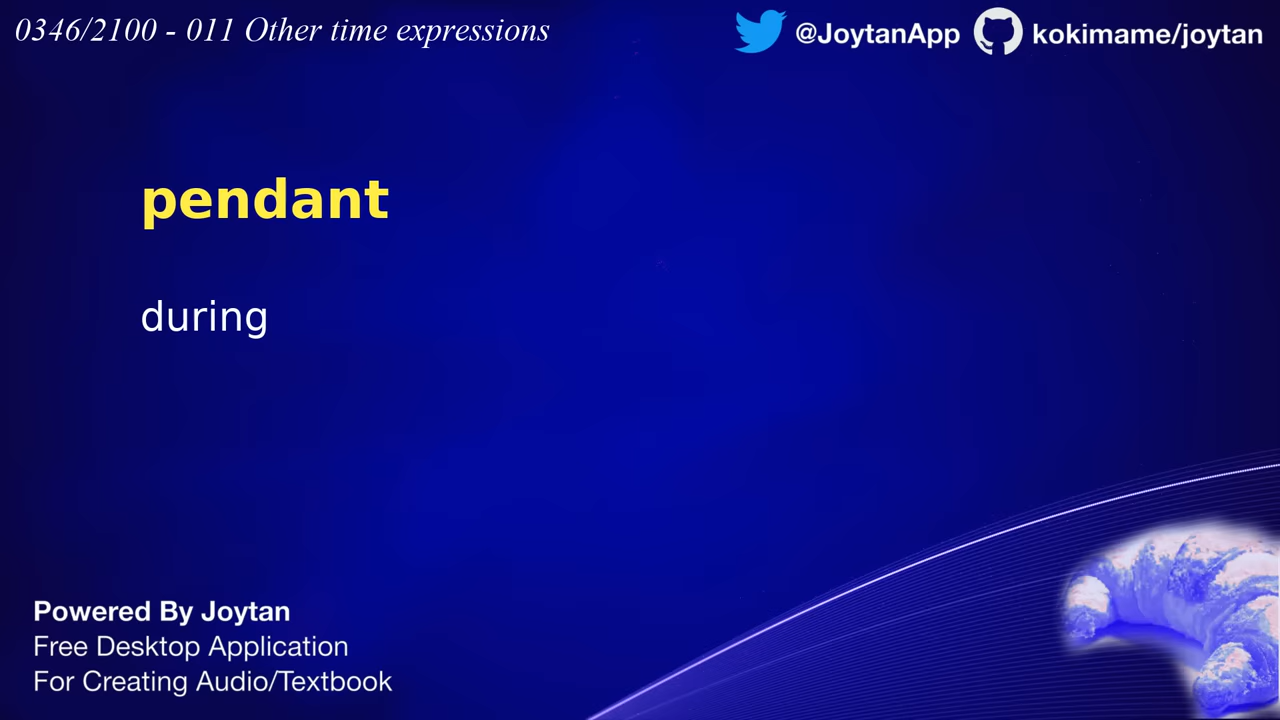 0346/2100 - 011 Other time expressions
@JoytanApp
kokimame/joytan
pendant
during
Powered By Joytan
Free Desktop Application
For Creating Audio/Textbook